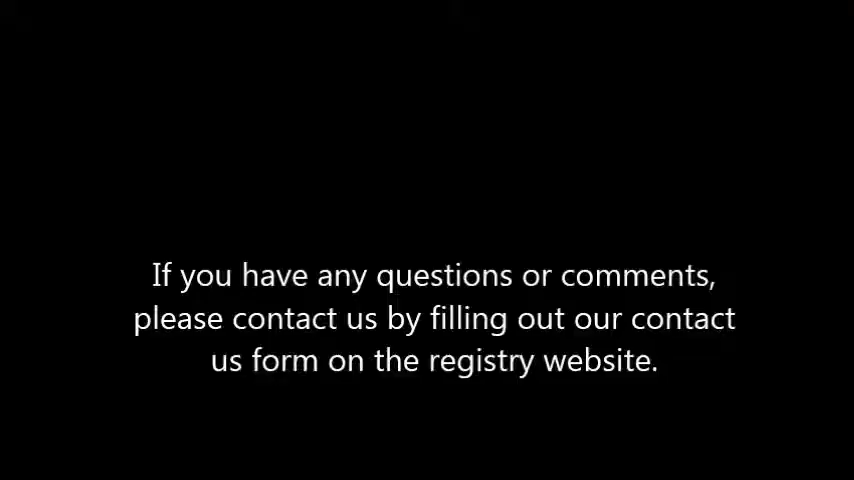 If you have any questions or comments,
please contact us by filling out our contact
us form on the registry website.